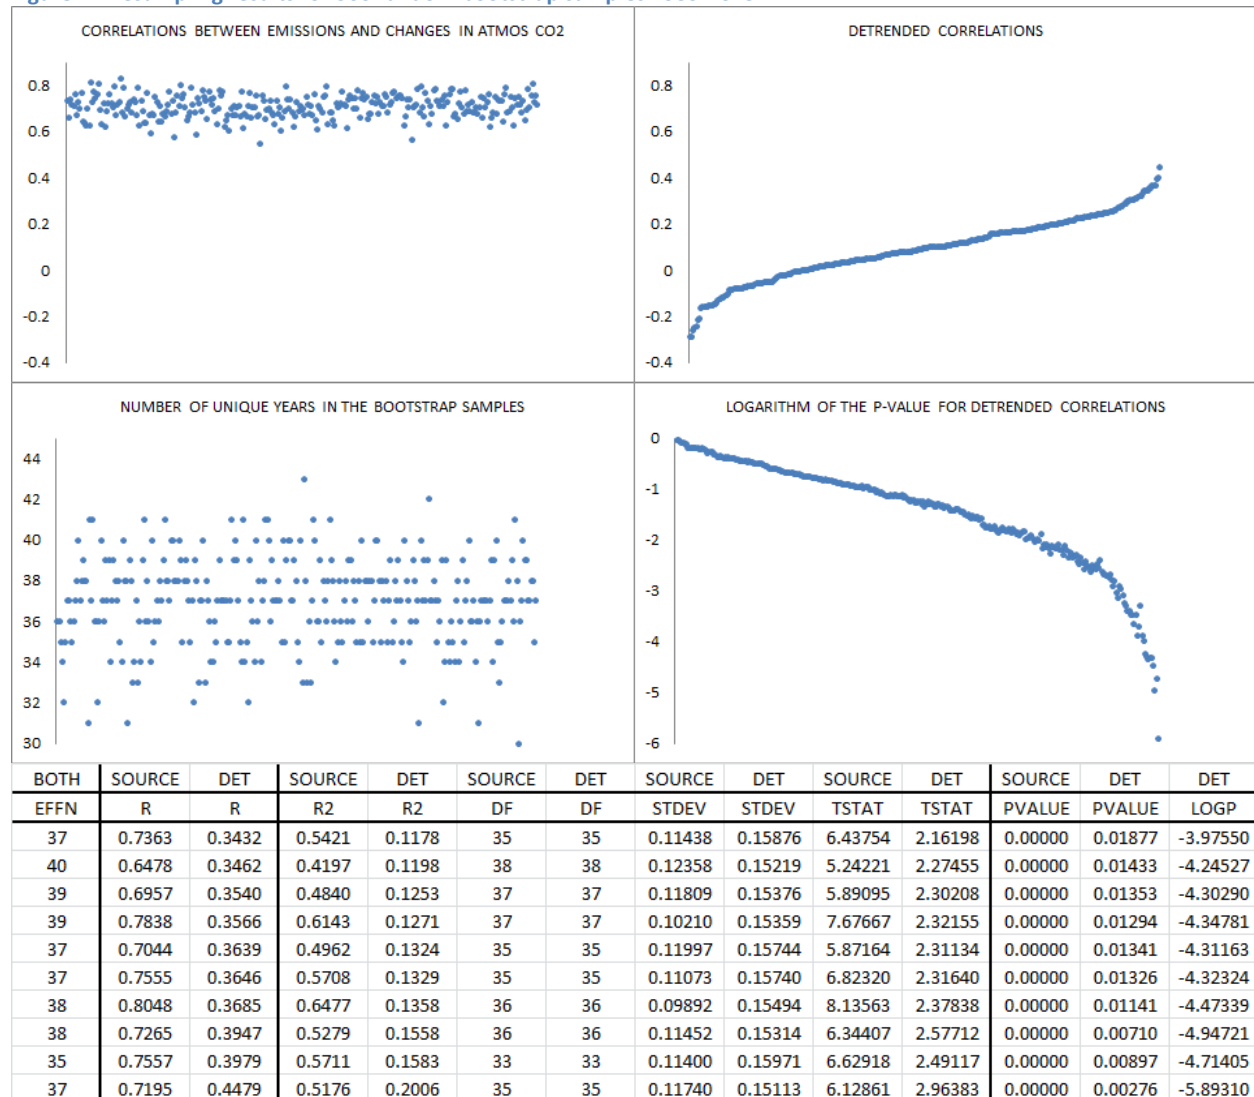 CORRELATIONS BETWEEN EMISSIONS AND CHANGES IN ATMOS CO2
0.8
0.6
0.4
0.2
0
-0.2
-0.4
DETRENDED CORRELATIONS
0.8
0.6
0.4
0.2
0
-0.2
-0.4
NUMBER OF UNIQUE YEARS IN THE BOOTSTRAP SAMPLES
44
42
40
38
36
34
32
30
LOGARITHM OF THE P-VALUE FOR DETRENDED CORRELATIONS
0
-1
-2
-3
-4
-5
-6
BOTH SOURCE DET SOURCE DET SOURCE DET SOURCE DET SOURCE DET SOURCE DET DET
EFFN R R R2 R2 DF DF STDEV STDEV TSTAT TSTAT PVALUE PVALUE LOGP
37 0.7363 0.3432 0.5421 0.1178 35 35 0.11438 0.15876 6.43754 2.16198 0.00000 0.01877 -3.97550
40 0.6478 0.3462 0.4197 0.1198 38 38 0.12358 0.15219 5.24221 2.27455 0.00000 0.01433 -4.24527
39 0.6957 0.3540 0.4840 0.1253 37 37 0.11809 0.15376 5.89095 2.30208 0.00000 0.01353 -4.30290
39 0.7838 0.3566 0.6143 0.1271 37 37 0.10210 0.15359 7.67667 2.32155 0.00000 0.01294 -4.34781
37 0.7044 0.3639 0.4962 0.1324 35 35 0.11997 0.15744 5.87164 2.31134 0.00000 0.01341 -4.31163
37 0.7555 0.3646 0.5708 0.1329 35 35 0.11073 0.15740 6.82320 2.31640 0.00000 0.01326 -4.32324
38 0.8048 0.3685 0.6477 0.1358 36 36 0.09892 0.15494 8.13563 2.37838 0.00000 0.01141 -4.47339
38 0.7265 0.3947 0.5279 0.1558 36 36 0.11452 0.15314 6.34407 2.57712 0.00000 0.00710 -4.94721
35 0.7557 0.3979 0.5711 0.1583 33 33 0.11400 0.15971 6.62918 2.49117 0.00000 0.00897 -4.71405
37 0.7195 0.4479 0.5176 0.2006 35 35 0.11740 0.15113 6.12861 2.96383 0.00000 0.00276 -5.89310